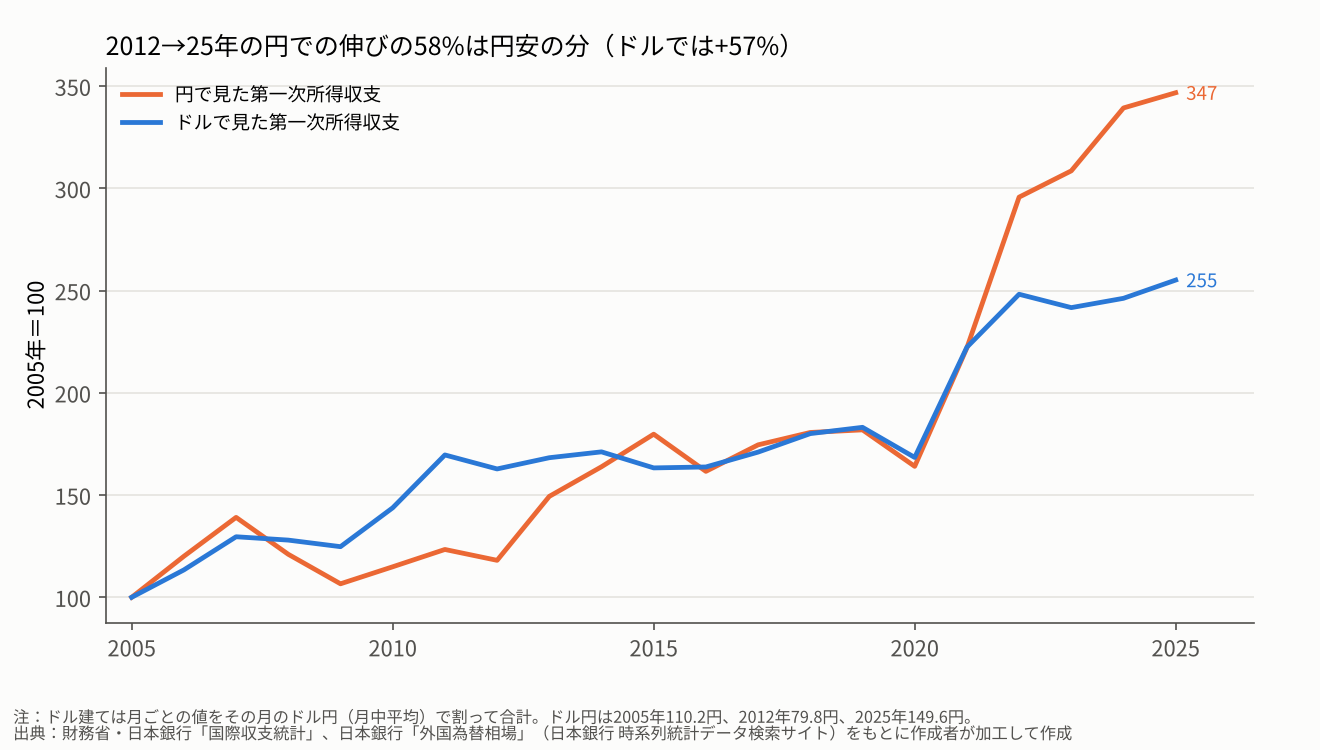 2012→25年の円での伸びの58%は円安の分（ドルでは+57%）
350
300
250
200
150
100
2005年＝100
円で見た第一次所得収支
ドルで見た第一次所得収支
347
255
2005
2010
2015
2020
2025
注：ドル建ては月ごとの値をその月のドル円（月中平均）で割って合計。ドル円は2005年110.2円、2012年79.8円、2025年149.6円。
出典：財務省・日本銀行「国際収支統計」、日本銀行「外国為替相場」（日本銀行 時系列統計データ検索サイト）をもとに作成者が加工して作成